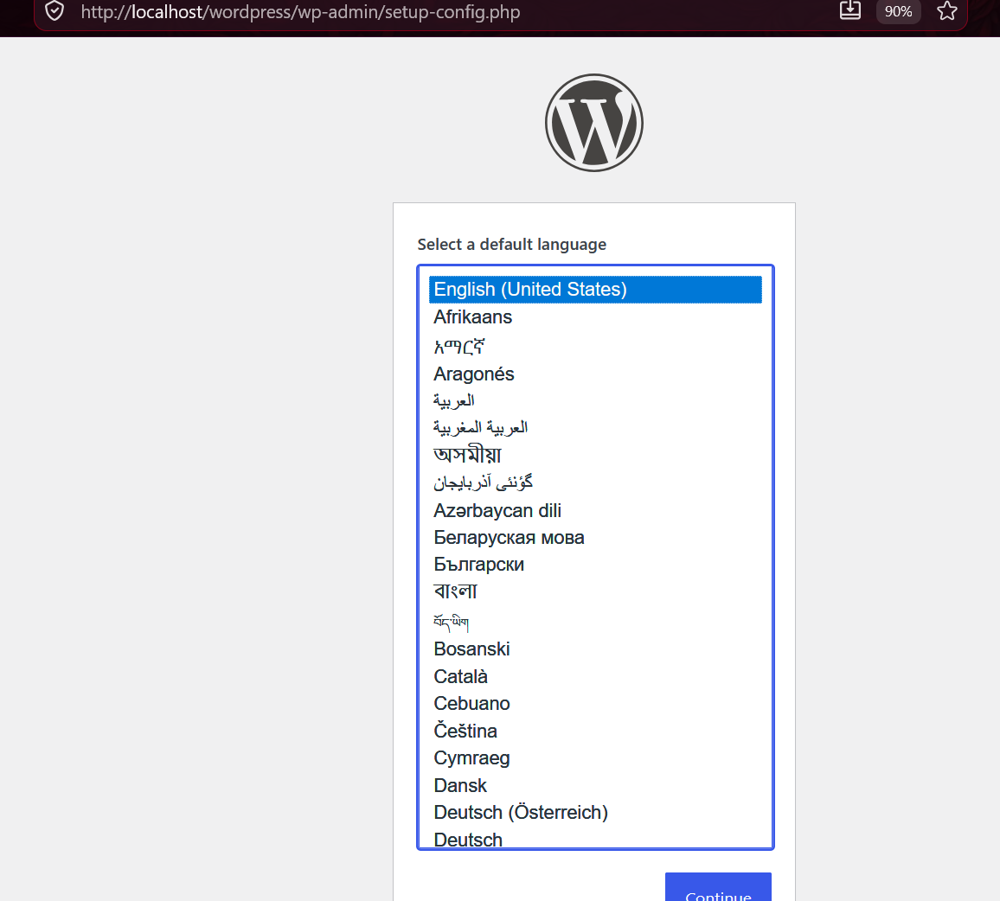 http://localhost/wordpress/wp-admin/setup-config.php
90%
W
Select a default language
English (United States)
Afrikaans
አማርኛ
Aragonés
العربية
العربية المغربية
অসমীয়া
گؤنئی آذربایجان
Azərbaycan dili
Беларуская мова
Български
বাংলা
བོད་ཡིག
Bosanski
Català
Cebuano
Čeština
Cymraeg
Dansk
Deutsch (Österreich)
Deutsch
Continue